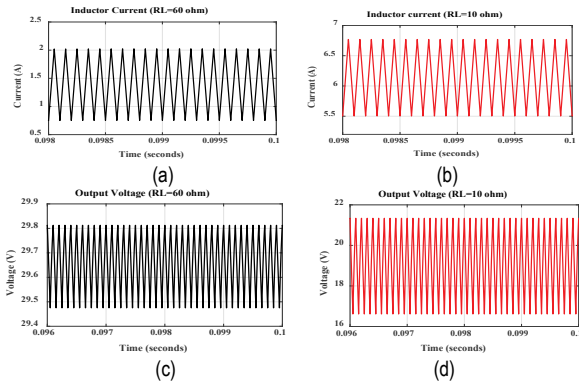 Inductor Current (RL=60 ohm)
2.5
2
1.5
1
0.5
Current (A)
0.098
0.0985
0.099
0.0995
0.1
Time (seconds)
(a)
Inductor current (RL=10 ohm)
7
6.5
6
5.5
Current (A)
0.098
0.0985
0.099
0.0995
0.1
Time (seconds)
(b)
Output Voltage (RL=60 ohm)
29.9
29.8
29.7
29.6
29.5
29.4
Voltage (V)
0.096
0.097
0.098
0.099
0.1
Time (seconds)
(c)
Output Voltage (RL=10 ohm)
22
20
18
16
Voltage (V)
0.096
0.097
0.098
0.099
Time (seconds)
(d)